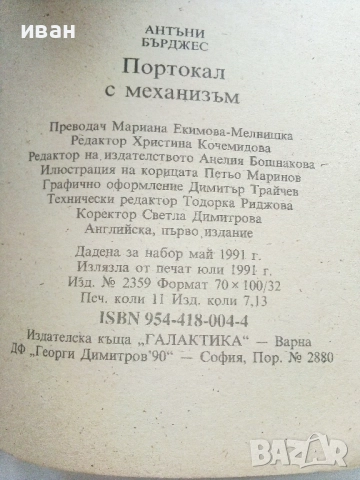 иван
АНТЪНИ
БЪРДЖЕС
Портокал
с механизъм
Преводач Мариана Екимова-Мелнишка
Редактор Христина Кочемидова
Редактор на издателството Анелия Бошнакова
Илюстрация на корицата Петьо Маринов
Графично оформление Димитър Трайчев
Технически редактор Тодорка Риджова
Коректор Светла Димитрова
Английска, първо издание
Дадена за набор май 1991 г.
Излязла от печат юли 1991 г.
Изд. № 2359 Формат 70 × 100/32
Печ. коли 11 Изд. коли 7,13
ISBN 954-418-004-4
Издателска къща „ГАЛАКТИКА" — Варна
ДФ „Георги Димитров'90" — София, Пор. № 2880
bazar